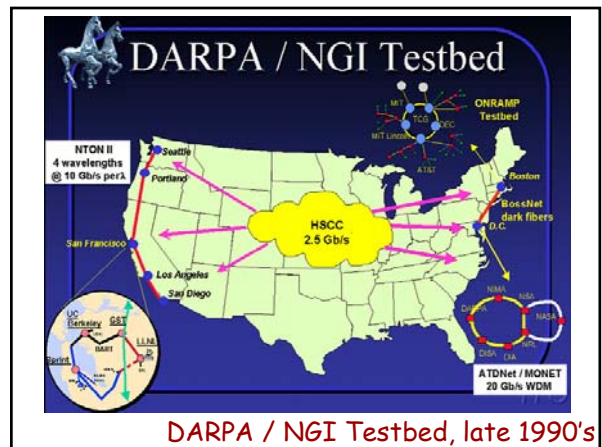 DARPA / NGI Testbed
MIT
TCG
DEC
MIT Lincoln
AT&T
ONRAMP
Testbed
NTON II
4 wavelengths
@ 10 Gb/s perλ
Seattle
Portland
San Francisco
Los Angeles
San Diego
HSCC
2.5 Gb/s
Boston
BossNet
dark fibers
D.C.
UC
Berkeley
GST
BART
LLNL
Sprint
NIMA
NSA
DARPA
NASA
DISA
DIA
NRL
ATDNet / MONET
20 Gb/s WDM
DARPA / NGI Testbed, late 1990's